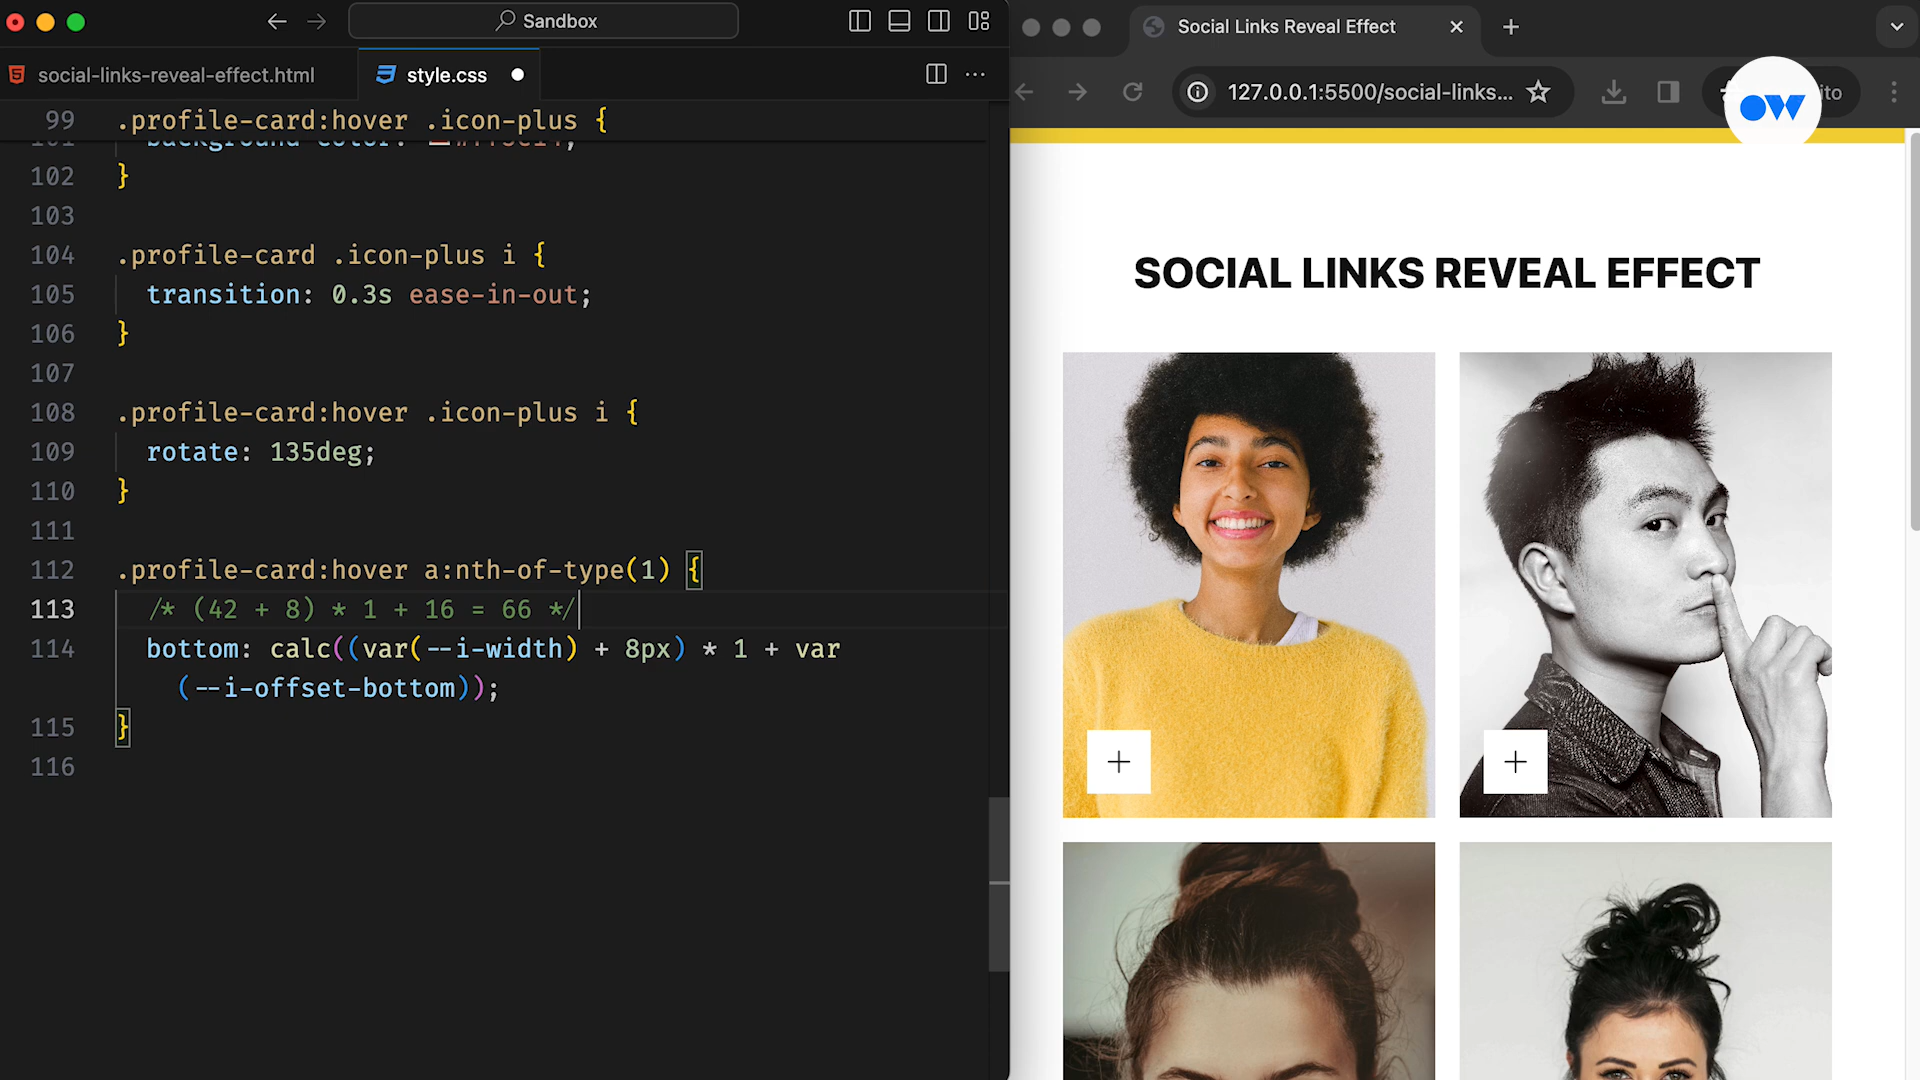 Sandbox
social-links-reveal-effect.html
style.css
99 .profile-card:hover .icon-plus {
102 }
103
104 .profile-card .icon-plus i {
105 transition: 0.3s ease-in-out;
106 }
107
108 .profile-card:hover .icon-plus i {
109 rotate: 135deg;
110 }
111
112 .profile-card:hover a:nth-of-type(1) {
113 /* (42 + 8) * 1 + 16 = 66 */
114 bottom: calc((var(--i-width) + 8px) * 1 + var
(--i-offset-bottom));
115 }
116
Social Links Reveal Effect
127.0.0.1:5500/social-links...
ito
OW
SOCIAL LINKS REVEAL EFFECT